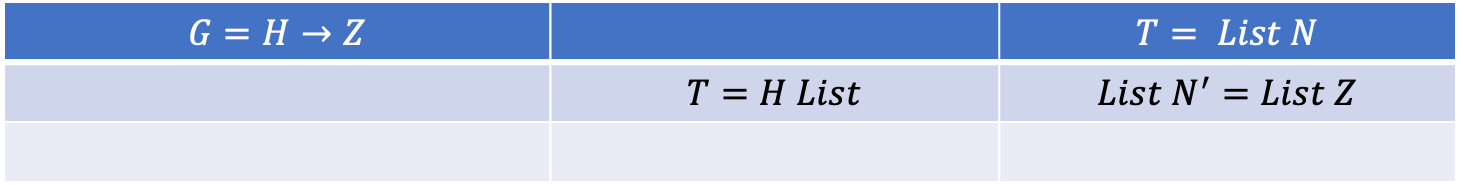 G = H → Z
T = List N
T = H List
List N′ = List Z